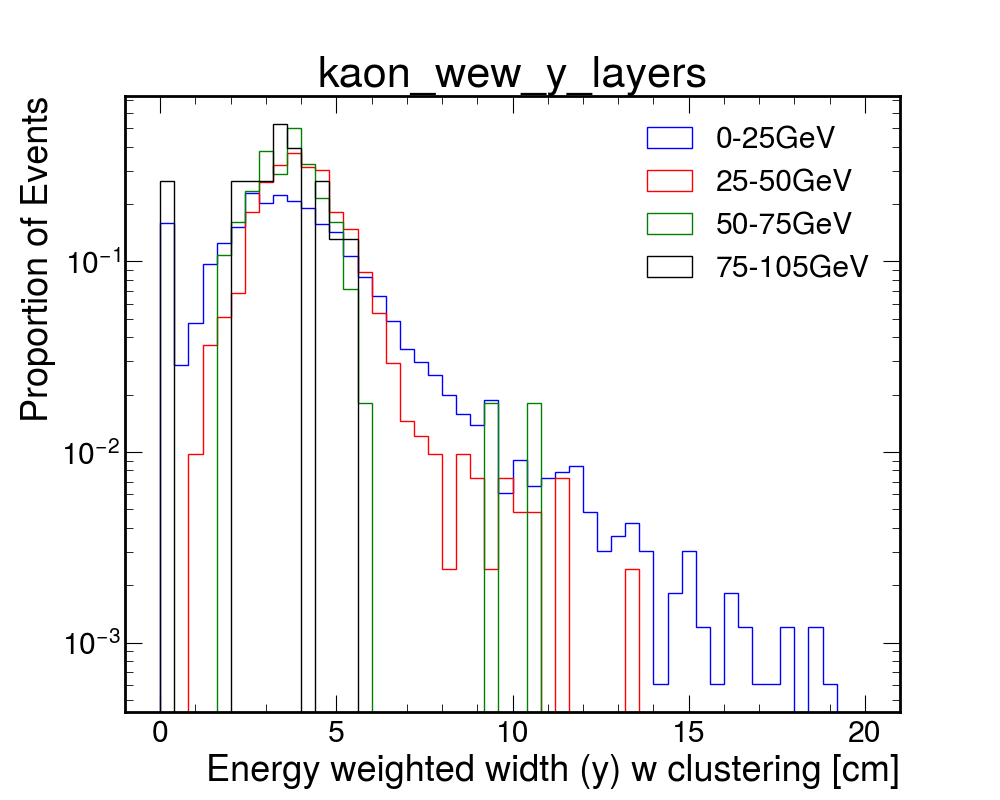 kaon_wew_y_layers
Proportion of Events
10⁻¹
10⁻²
10⁻³
0-25GeV
25-50GeV
50-75GeV
75-105GeV
0 5 10 15 20
Energy weighted width (y) w clustering [cm]